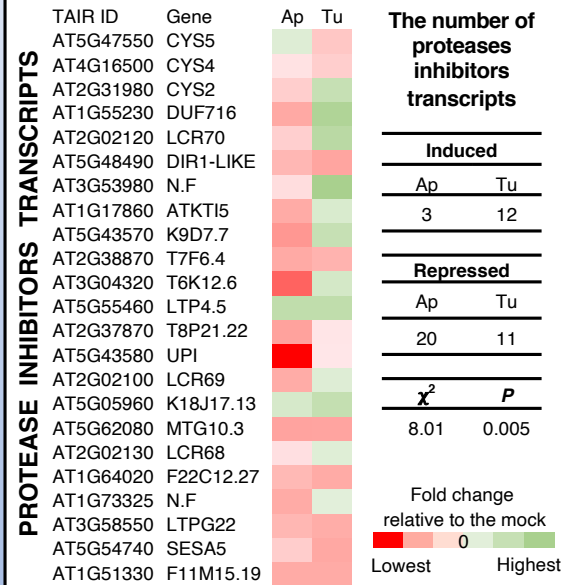 PROTEASE INHIBITORS TRANSCRIPTS
TAIR ID Gene Ap Tu
AT5G47550 CYS5
AT4G16500 CYS4
AT2G31980 CYS2
AT1G55230 DUF716
AT2G02120 LCR70
AT5G48490 DIR1-LIKE
AT3G53980 N.F
AT1G17860 ATKTI5
AT5G43570 K9D7.7
AT2G38870 T7F6.4
AT3G04320 T6K12.6
AT5G55460 LTP4.5
AT2G37870 T8P21.22
AT5G43580 UPI
AT2G02100 LCR69
AT5G05960 K18J17.13
AT5G62080 MTG10.3
AT2G02130 LCR68
AT1G64020 F22C12.27
AT1G73325 N.F
AT3G58550 LTPG22
AT5G54740 SESA5
AT1G51330 F11M15.19
The number of
proteases
inhibitors
transcripts
Induced
Ap Tu
3 12
Repressed
Ap Tu
20 11
χ² P
8.01 0.005
Fold change
relative to the mock
0
Lowest Highest